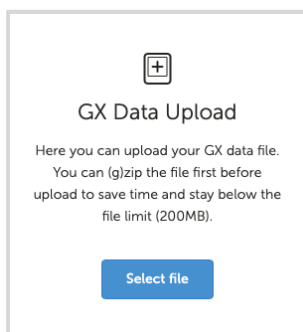 GX Data Upload
Here you can upload your GX data file.
You can (g)zip the file first before
upload to save time and stay below the
file limit (200MB).
Select file